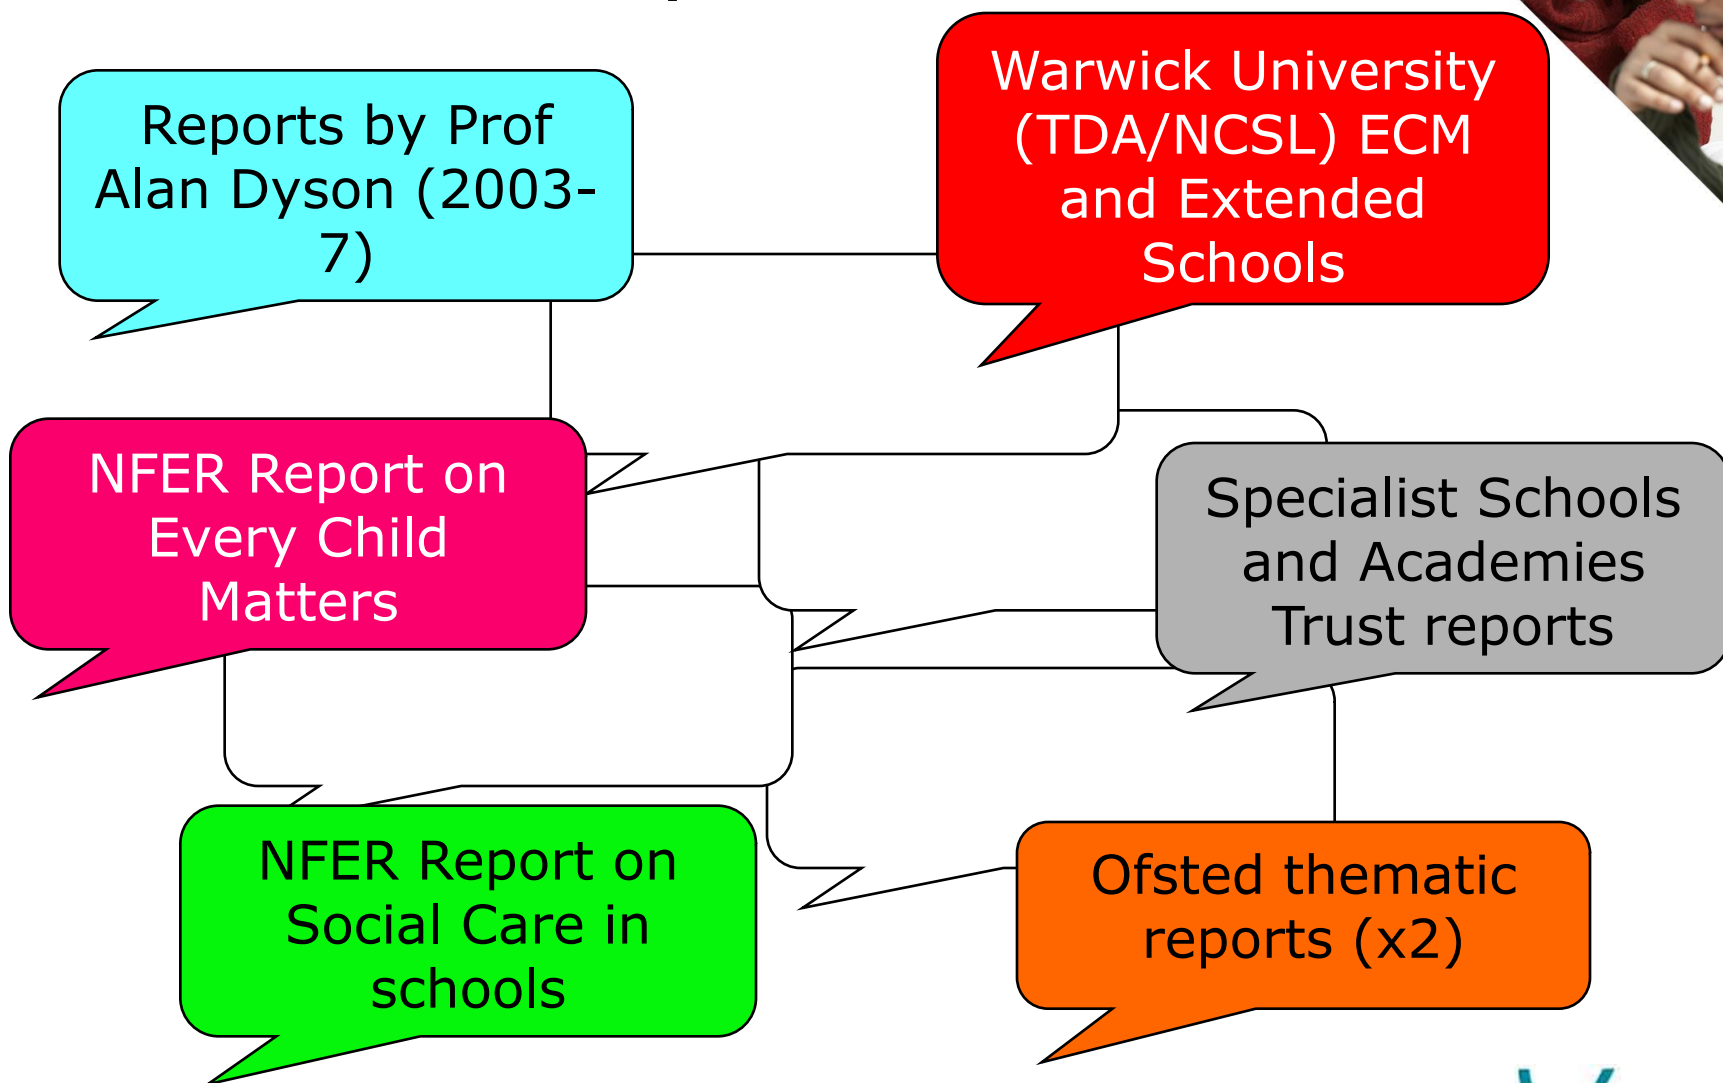 Reports by Prof
Alan Dyson (2003-
7)
Warwick University
(TDA/NCSL) ECM
and Extended
Schools
NFER Report on
Every Child
Matters
Specialist Schools
and Academies
Trust reports
NFER Report on
Social Care in
schools
Ofsted thematic
reports (x2)